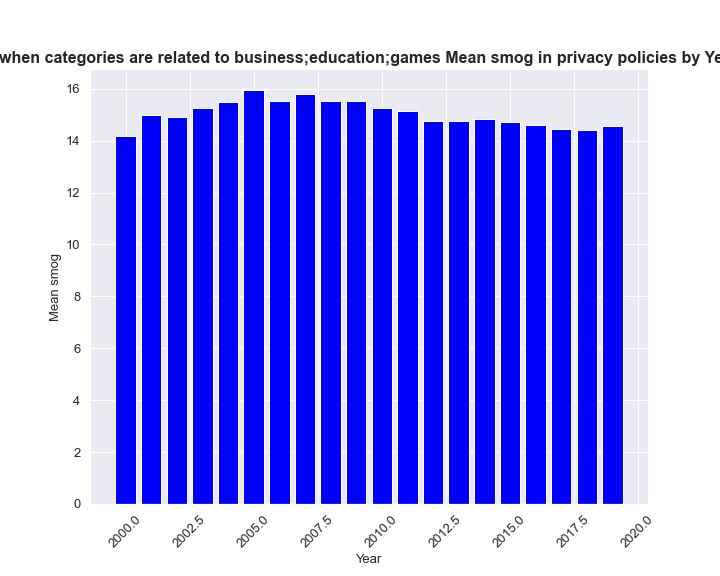 when categories are related to business;education;games Mean smog in privacy policies by Ye
16
14
12
10
8
6
4
2
0
Mean smog
2000.0 2002.5 2005.0 2007.5 2010.0 2012.5 2015.0 2017.5 2020.0
Year